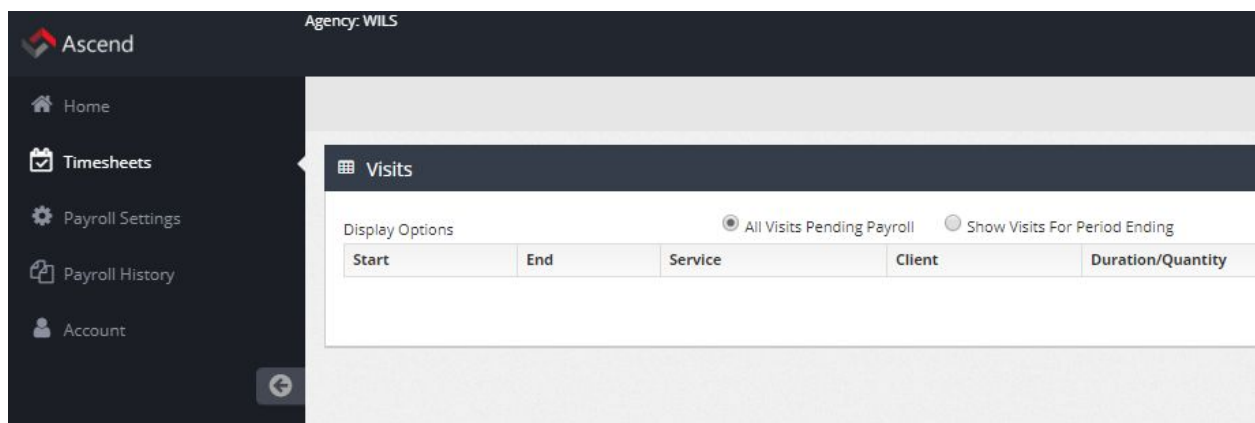 Agency: WILS
Ascend
Home
Timesheets
Payroll Settings
Payroll History
Account
Visits
Display Options All Visits Pending Payroll Show Visits For Period Ending
Start End Service Client Duration/Quantity